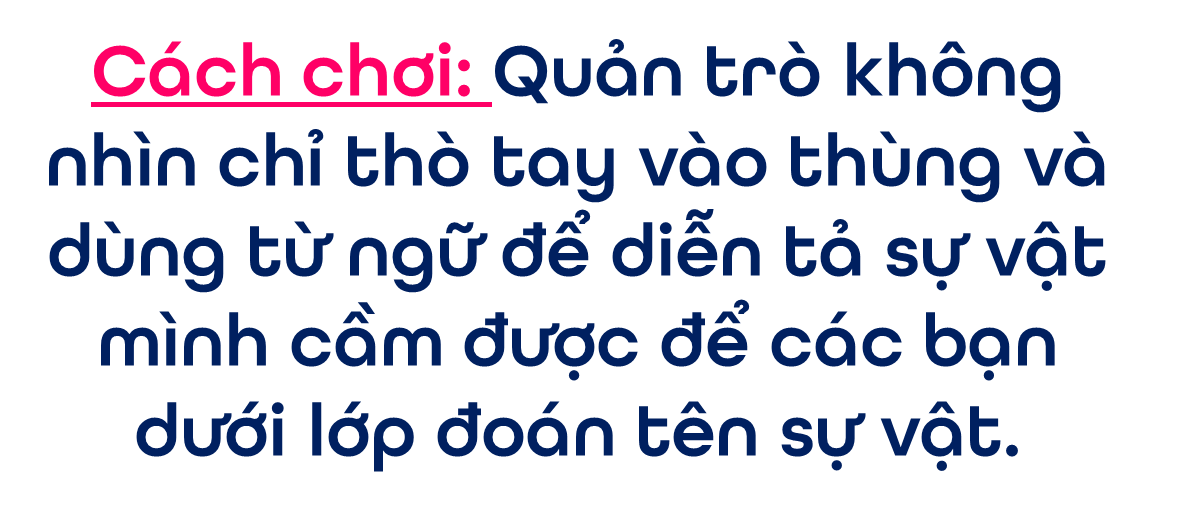 Cách chơi: Quản trò không
nhìn chỉ thò tay vào thùng và
dùng từ ngữ để diễn tả sự vật
mình cầm được để các bạn
dưới lớp đoán tên sự vật.